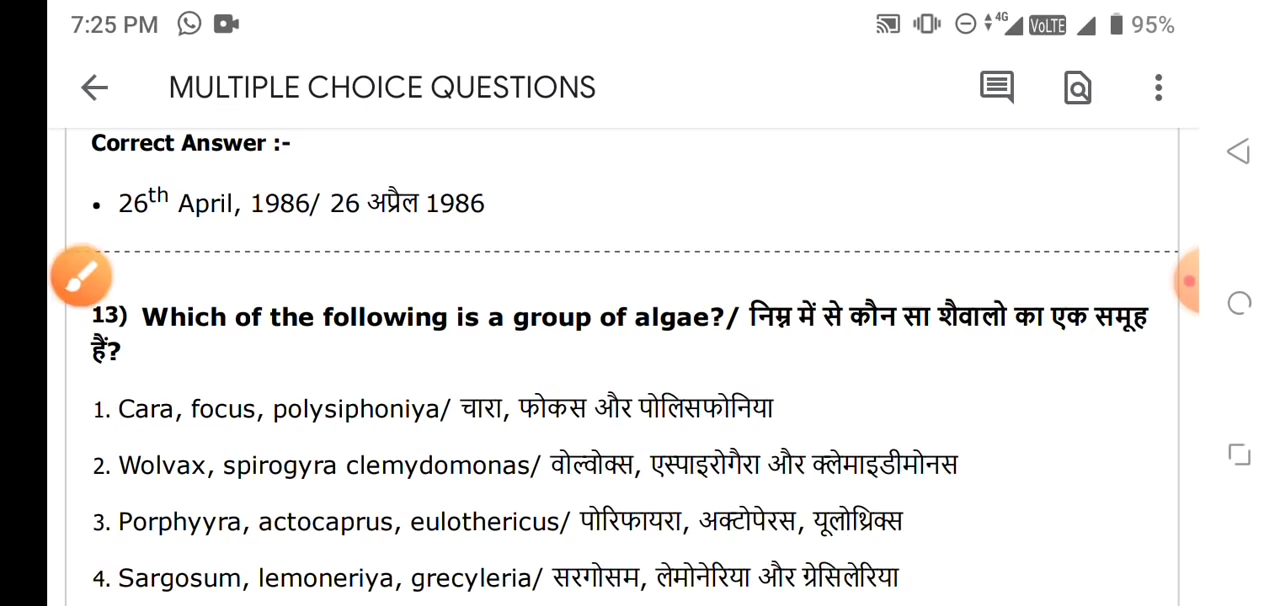 7:25 PM 4G VoLTE 95%
MULTIPLE CHOICE QUESTIONS
Correct Answer :-
• 26th April, 1986/ 26 अप्रैल 1986
13) Which of the following is a group of algae?/ निम्न में से कौन सा शैवालो का एक समूह
हैं?
1. Cara, focus, polysiphoniya/ चारा, फोकस और पोलिसफोनिया
2. Wolvax, spirogyra clemydomonas/ वोल्वोक्स, एस्पाइरोगैरा और क्लेमाइडीमोनस
3. Porphyyra, actocaprus, eulothericus/ पोरिफायरा, अक्टोपेरस, यूलोथ्रिक्स
4. Sargosum, lemoneriya, grecyleria/ सरगोसम, लेमोनेरिया और ग्रेसिलेरिया